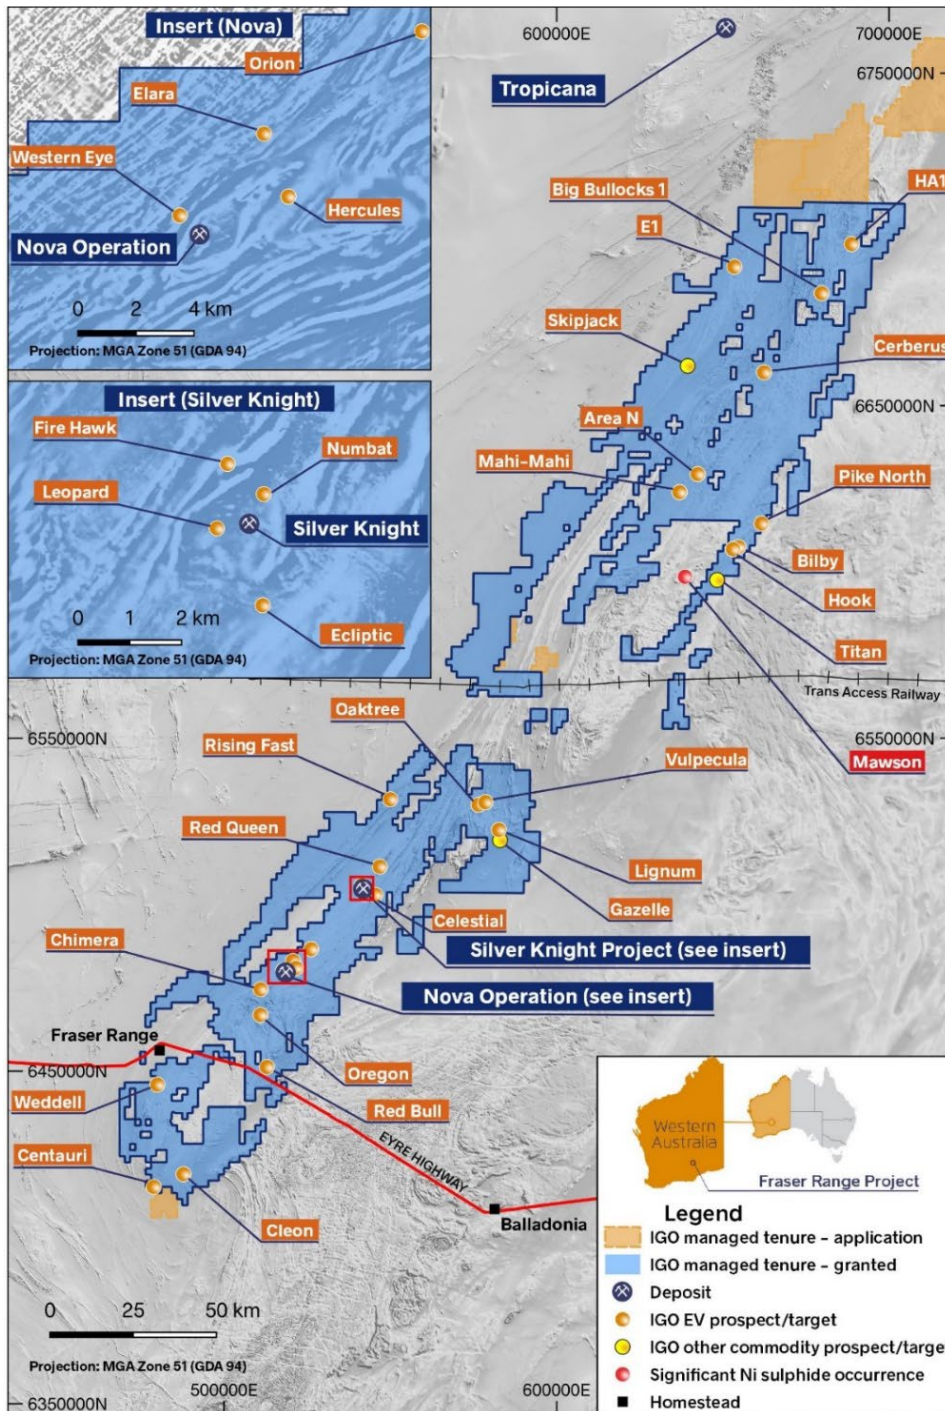 Insert (Nova)
Orion
Elara
Western Eye
Hercules
Nova Operation
0 2 4 km
Projection: MGA Zone 51 (GDA 94)
Insert (Silver Knight)
Fire Hawk
Numbat
Leopard
Silver Knight
Ecliptic
0 1 2 km
Projection: MGA Zone 51 (GDA 94)
600000E
700000E
6750000N
Tropicana
Big Bullocks 1
HA1
E1
Skipjack
Cerberus
6650000N
Area N
Mahi-Mahi
Pike North
Bilby
Hook
Titan
Trans Access Railway
6550000N
6550000N
Mawson
Oaktree
Rising Fast
Vulpecula
Red Queen
Lignum
Gazelle
Celestial
Chimera
Silver Knight Project (see insert)
Nova Operation (see insert)
Fraser Range
6450000N
Oregon
Weddell
Red Bull
EYRE HIGHWAY
Centauri
Cleon
Balladonia
0 25 50 km
Projection: MGA Zone 51 (GDA 94)
500000E
600000E
6350000N
Western
Australia
Fraser Range Project
Legend
IGO managed tenure - application
IGO managed tenure - granted
Deposit
IGO EV prospect/target
IGO other commodity prospect/target
Significant Ni sulphide occurrence
Homestead